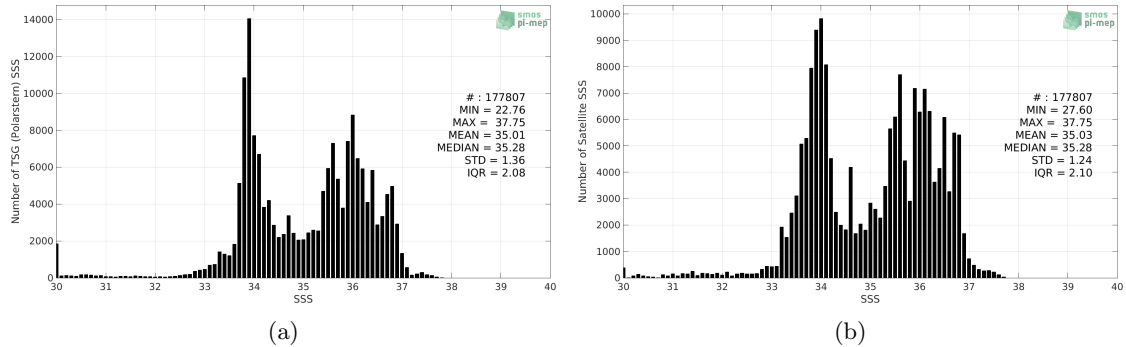 14000
12000
10000
8000
6000
4000
2000
0
30 31 32 33 34 35 36 37 38 39 40
SSS
Number of TSG (Polarstern) SSS
smos
pi-mep
# : 177807
MIN = 22.76
MAX = 37.75
MEAN = 35.01
MEDIAN = 35.28
STD = 1.36
IQR = 2.08
(a)
10000
9000
8000
7000
6000
5000
4000
3000
2000
1000
0
30 31 32 33 34 35 36 37 38 39 40
SSS
Number of Satellite SSS
smos
pi-mep
# : 177807
MIN = 27.60
MAX = 37.75
MEAN = 35.03
MEDIAN = 35.28
STD = 1.24
IQR = 2.10
(b)